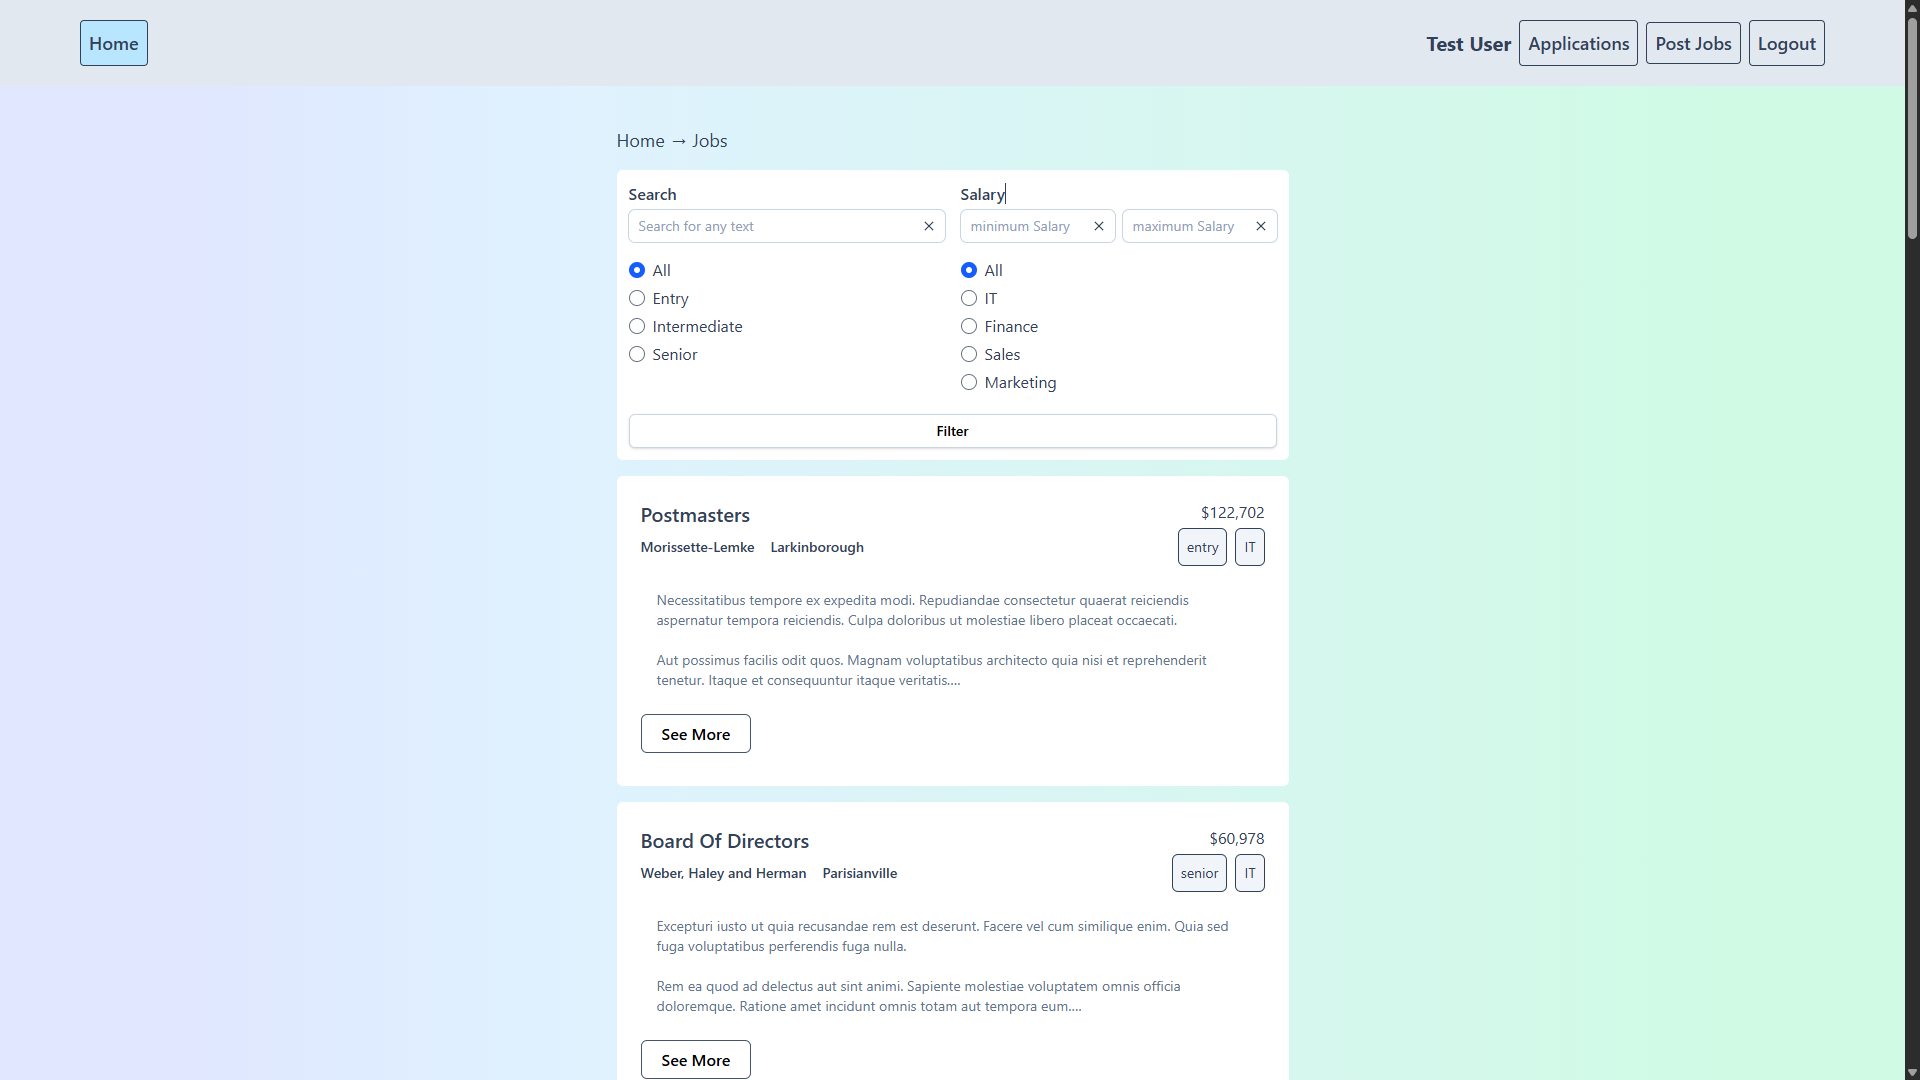 Home
Test User Applications Post Jobs Logout
Home → Jobs
Search
Search for any text
Salary
minimum Salary
maximum Salary
All
Entry
Intermediate
Senior
All
IT
Finance
Sales
Marketing
Filter
Postmasters
$122,702
Morissette-Lemke Larkinborough
entry IT
Necessitatibus tempore ex expedita modi. Repudiandae consectetur quaerat reiciendis
aspernatur tempora reiciendis. Culpa doloribus ut molestiae libero placeat occaecati.
Aut possimus facilis odit quos. Magnam voluptatibus architecto quia nisi et reprehenderit
tenetur. Itaque et consequuntur itaque veritatis....
See More
Board Of Directors
$60,978
Weber, Haley and Herman Parisianville
senior IT
Excepturi iusto ut quia recusandae rem est deserunt. Facere vel cum similique enim. Quia sed
fuga voluptatibus perferendis fuga nulla.
Rem ea quod ad delectus aut sint animi. Sapiente molestiae voluptatem omnis officia
doloremque. Ratione amet incidunt omnis totam aut tempora eum....
See More